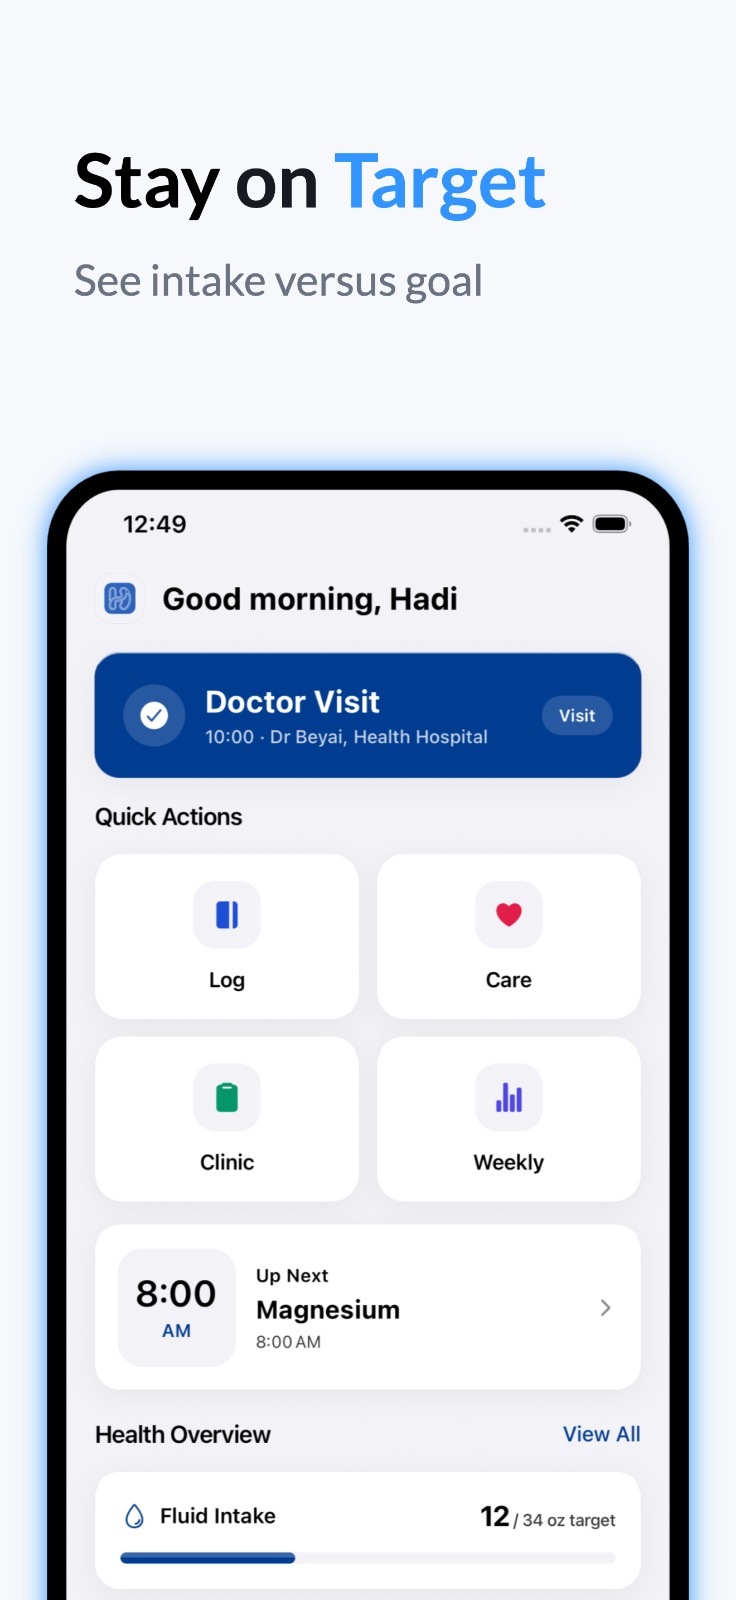 Stay on Target
See intake versus goal
12:49
Good morning, Hadi
Doctor Visit
10:00 · Dr Beyai, Health Hospital
Visit
Quick Actions
Log
Care
Clinic
Weekly
8:00
AM
Up Next
Magnesium
8:00 AM
Health Overview
View All
Fluid Intake
12 / 34 oz target